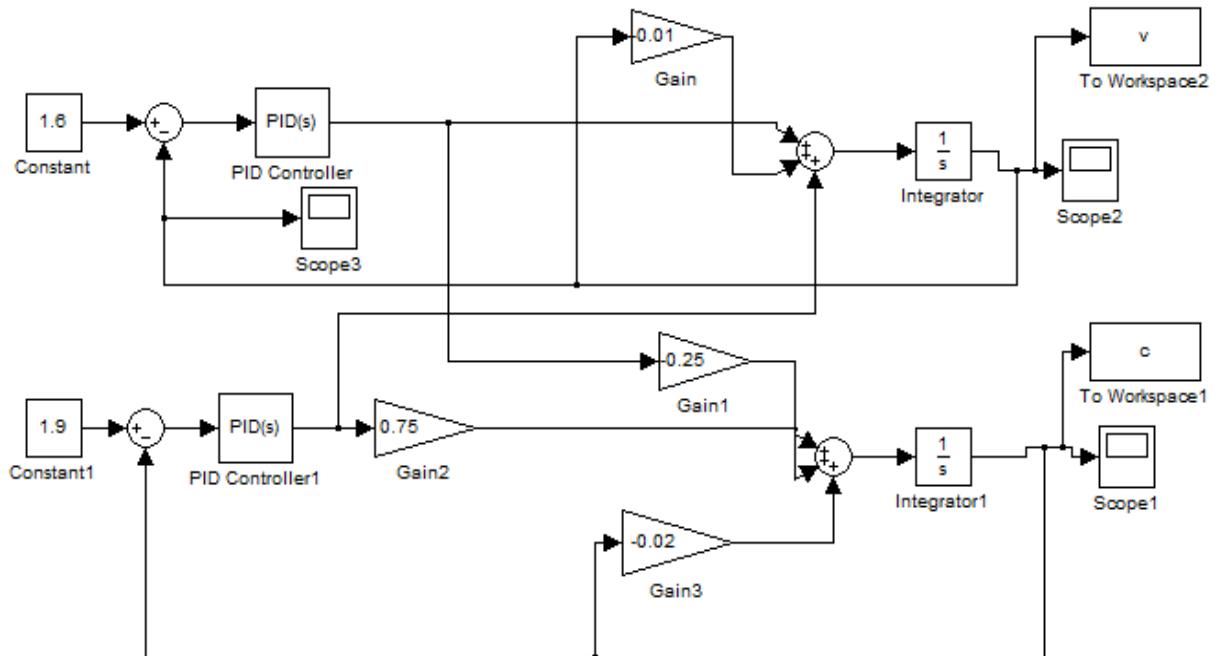 -0.01
Gain
v
To Workspace2
1.6
Constant
+
−
PID(s)
PID Controller
Scope3
+
+
+
1
s
Integrator
Scope2
-0.25
Gain1
c
To Workspace1
1.9
Constant1
+
−
PID(s)
PID Controller1
0.75
Gain2
+
+
+
1
s
Integrator1
Scope1
-0.02
Gain3